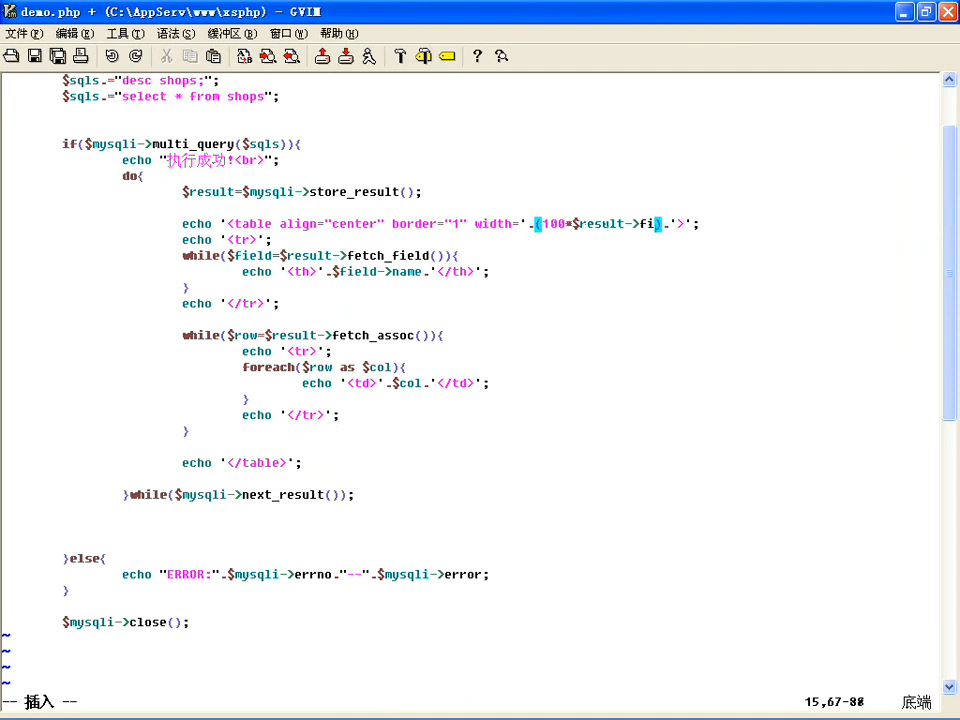 demo.php + (C:\AppServ\www\xsphp) - GVIM
文件(F) 编辑(E) 工具(T) 语法(S) 缓冲区(B) 窗口(W) 帮助(H)
$sqls.="desc shops;";
$sqls.="select * from shops";
if($mysqli->multi_query($sqls)){
echo "执行成功!<br>";
do{
$result=$mysqli->store_result();
echo '<table align="center" border="1" width='.(100*$result->fi).'>';
echo '<tr>';
while($field=$result->fetch_field()){
echo '<th>'.$field->name.'</th>';
}
echo '</tr>';
while($row=$result->fetch_assoc()){
echo '<tr>';
foreach($row as $col){
echo '<td>'.$col.'</td>';
}
echo '</tr>';
}
echo '</table>';
}while($mysqli->next_result());
}else{
echo "ERROR:".$mysqli->errno."--".$mysqli->error;
}
$mysqli->close();
~
~
~
~
-- 插入 -- 15,67-88 底端